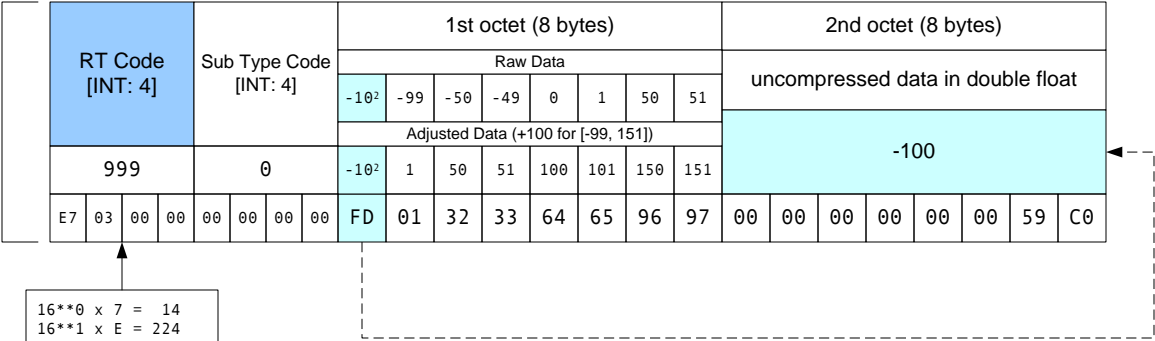 1st octet (8 bytes) 2nd octet (8 bytes)
RT Code
[INT: 4]
Sub Type Code
[INT: 4]
Raw Data
uncompressed data in double float
-10² -99 -50 -49 0 1 50 51
Adjusted Data (+100 for [-99, 151])
-100
999 0 -10² 1 50 51 100 101 150 151
E7 03 00 00 00 00 00 00 FD 01 32 33 64 65 96 97 00 00 00 00 00 00 59 C0
16**0 x 7 = 14
16**1 x E = 224